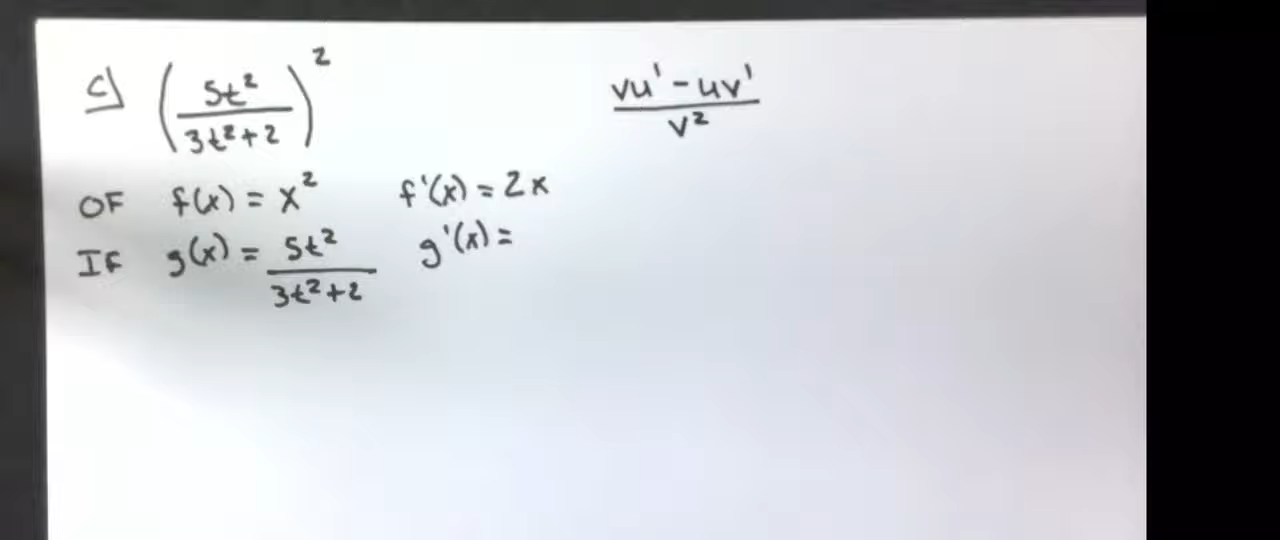 c) (5t²/(3t²+2))²
(vu' - uv')/v²
OF f(x) = x² f'(x) = 2x
IF g(x) = 5t²/(3t²+2) g'(x) =